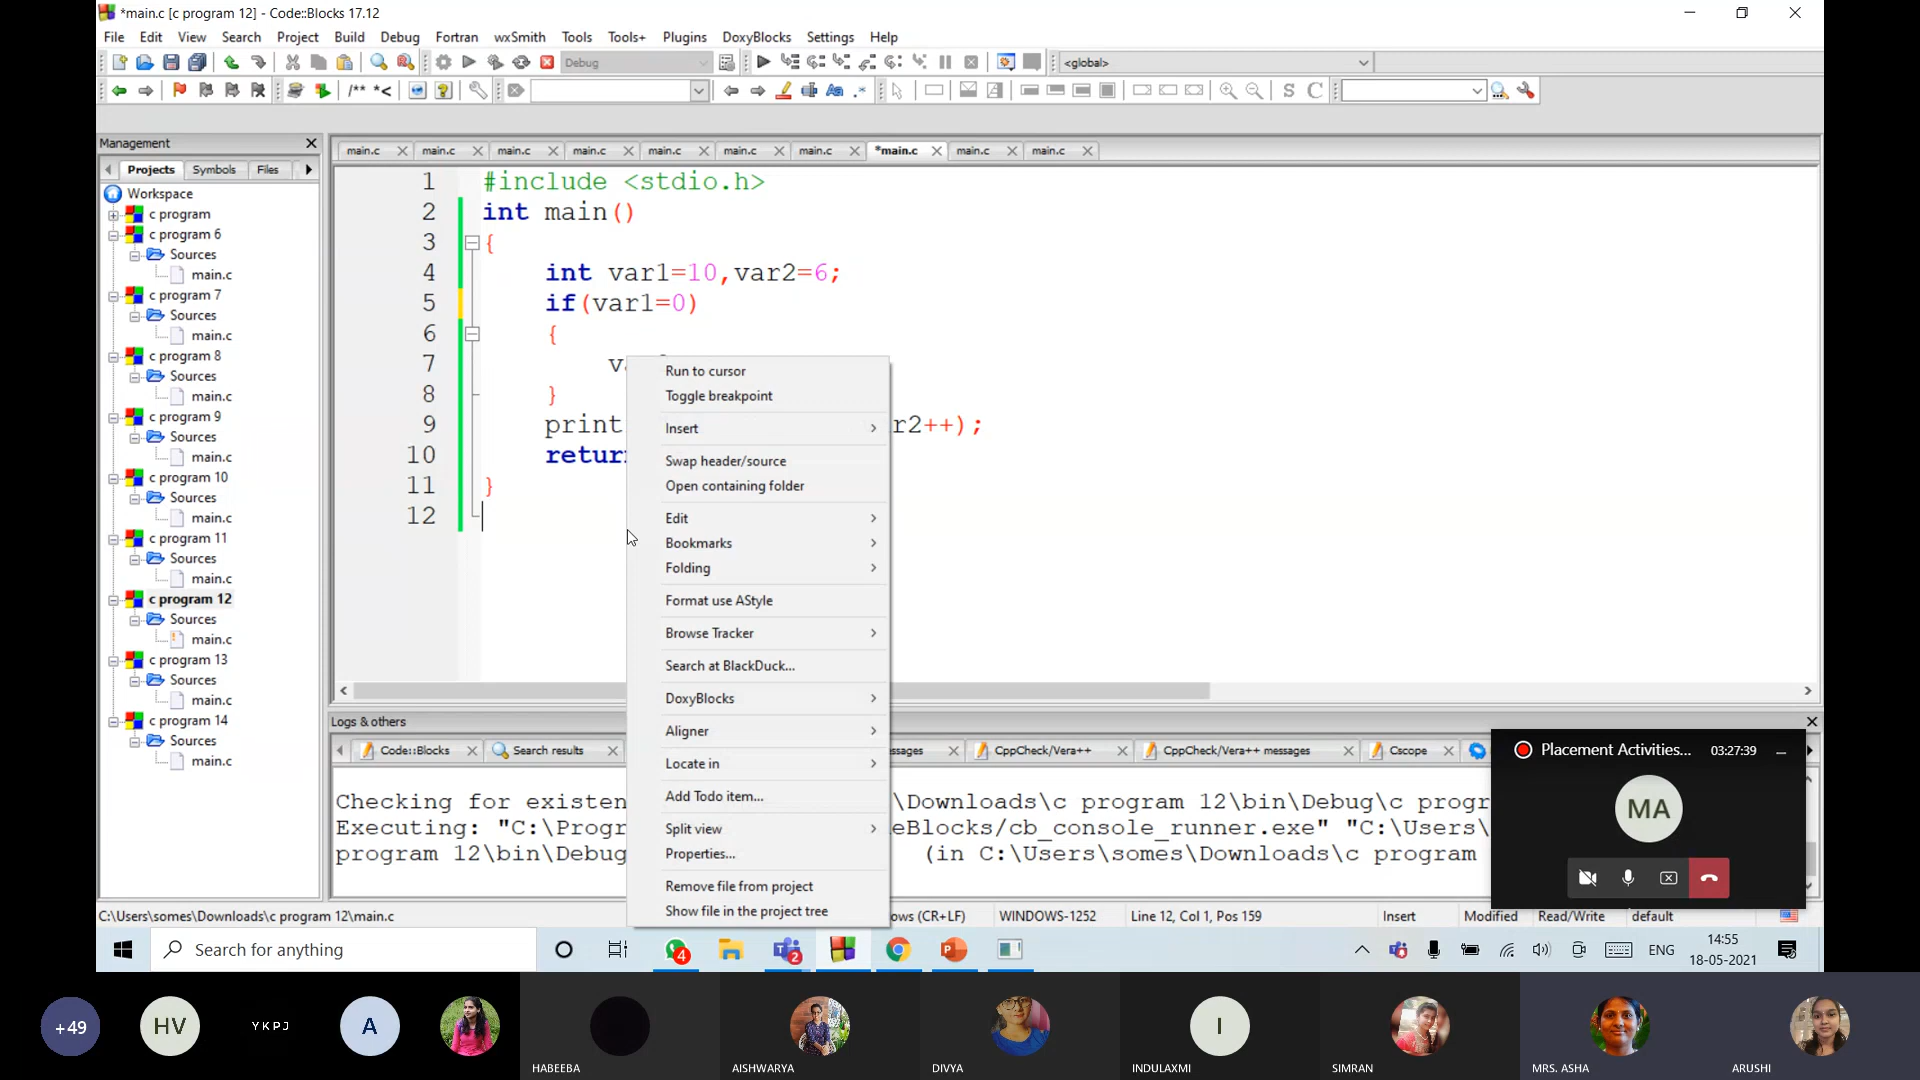 *main.c [c program 12] - Code::Blocks 17.12
File Edit View Search Project Build Debug Fortran wxSmith Tools Tools+ Plugins DoxyBlocks Settings Help
Debug <global>
/** *<
S C
Management
Projects Symbols Files
main.c main.c main.c main.c main.c main.c main.c *main.c main.c main.c
Workspace
c program
c program 6
Sources
main.c
c program 7
Sources
main.c
c program 8
Sources
main.c
c program 9
Sources
main.c
c program 10
Sources
main.c
c program 11
Sources
main.c
c program 12
Sources
main.c
c program 13
Sources
main.c
c program 14
Sources
main.c
1 #include <stdio.h>
2 int main()
3 {
4 int var1=10,var2=6;
5 if(var1=0)
6 {
7
8 }
9 print r2++);
10 return
11 }
12
Run to cursor
Toggle breakpoint
Insert
Swap header/source
Open containing folder
Edit
Bookmarks
Folding
Format use AStyle
Browse Tracker
Search at BlackDuck...
DoxyBlocks
Aligner
Locate in
Add Todo item...
Split view
Properties...
Remove file from project
Show file in the project tree
Logs & others
Code::Blocks Search results ssages CppCheck/Vera++ CppCheck/Vera++ messages Cscope
Checking for existen \Downloads\c program 12\bin\Debug\c progr
Executing: "C:\Progr eBlocks/cb_console_runner.exe" "C:\Users\
program 12\bin\Debug (in C:\Users\somes\Downloads\c program
Placement Activities... 03:27:39
MA
C:\Users\somes\Downloads\c program 12\main.c ows (CR+LF) WINDOWS-1252 Line 12, Col 1, Pos 159 Insert Modified Read/Write default
Search for anything
4
2
ENG
14:55
18-05-2021
+49
HV
YKPJ
A
I
HABEEBA
AISHWARYA
DIVYA
INDULAXMI
SIMRAN
MRS. ASHA
ARUSHI